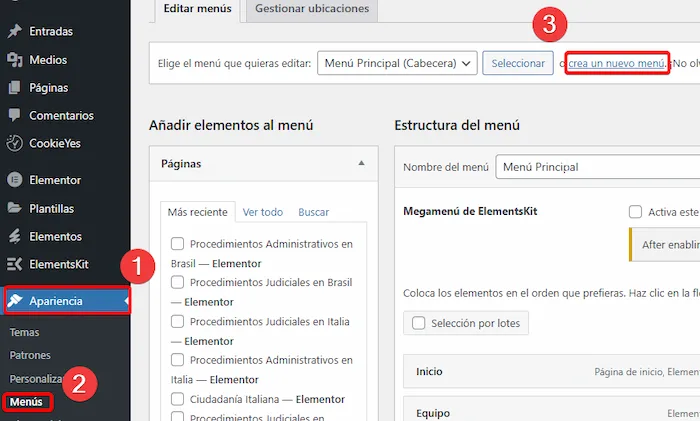 Entradas
Medios
Páginas
Comentarios
CookieYes
Elementor
Plantillas
Elementos
ElementsKit
1
Apariencia
Temas
Patrones
2
Menús
Editar menús
Gestionar ubicaciones
3
Elige el menú que quieras editar:
Menú Principal (Cabecera)
Seleccionar
o crea un nuevo menú. ¡No
Añadir elementos al menú
Páginas
Más reciente
Ver todo
Buscar
Procedimientos Administrativos en
Brasil — Elementor
Procedimientos Judiciales en Brasil
— Elementor
Procedimientos Judiciales en Italia
— Elementor
Procedimientos Administrativos en
Italia — Elementor
Ciudadanía Italiana — Elementor
Procedimientos Judiciales en
Estructura del menú
Nombre del menú
Menú Principal
Megamenú de ElementsKit
Activa este
After enablin
Coloca los elementos en el orden que prefieras. Haz clic en la fle
Selección por lotes
Inicio
Página de inicio, Elemen
Equipo
Elemen